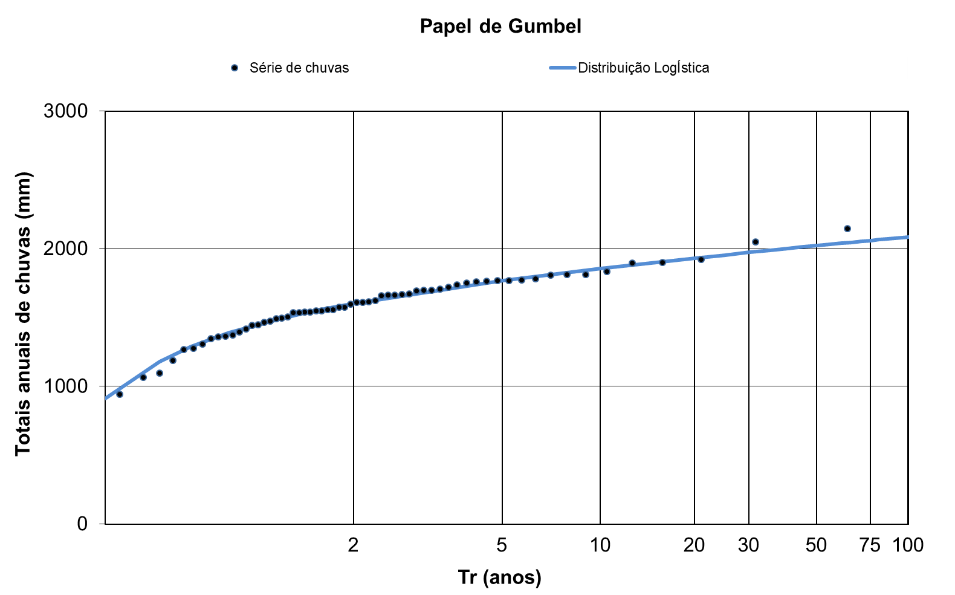 Papel de Gumbel
Série de chuvas
Distribuição LogÍstica
3000
2000
1000
0
Totais anuais de chuvas (mm)
2 5 10 20 30 50 75 100
Tr (anos)